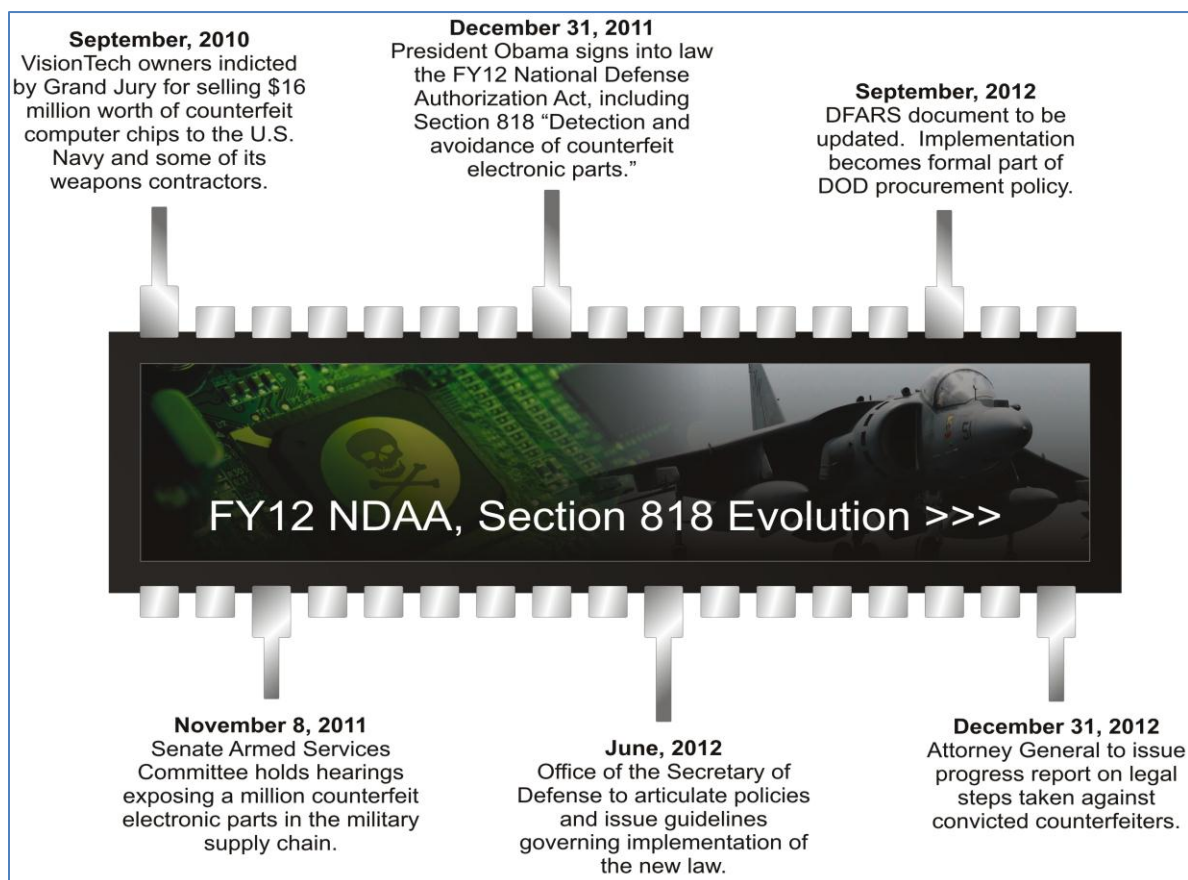 September, 2010
VisionTech owners indicted
by Grand Jury for selling $16
million worth of counterfeit
computer chips to the U.S.
Navy and some of its
weapons contractors.
December 31, 2011
President Obama signs into law
the FY12 National Defense
Authorization Act, including
Section 818 “Detection and
avoidance of counterfeit
electronic parts.”
September, 2012
DFARS document to be
updated.  Implementation
becomes formal part of
DOD procurement policy.
FY12 NDAA, Section 818 Evolution >>>
November 8, 2011
Senate Armed Services
Committee holds hearings
exposing a million counterfeit
electronic parts in the military
supply chain.
June, 2012
Office of the Secretary of
Defense to articulate policies
and issue guidelines
governing implementation of
the new law.
December 31, 2012
Attorney General to issue
progress report on legal
steps taken against
convicted counterfeiters.